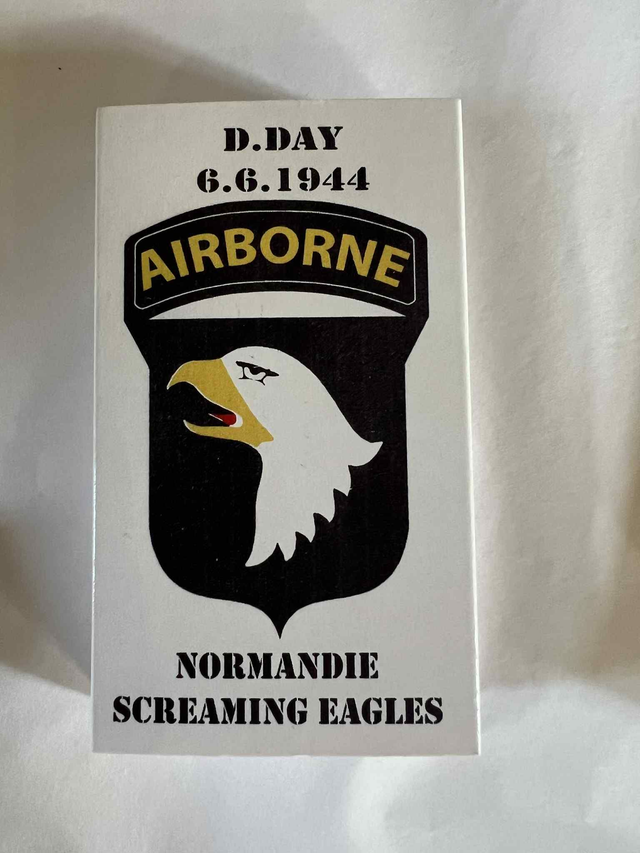 D.DAY
6.6.1944
AIRBORNE
NORMANDIE
SCREAMING EAGLES